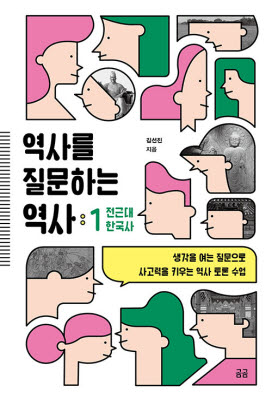 역사를
질문하는
역사:1
전근대
한국사
김선진
지음
생각을 여는 질문으로
사고력을 키우는 역사 토론 수업
궁금